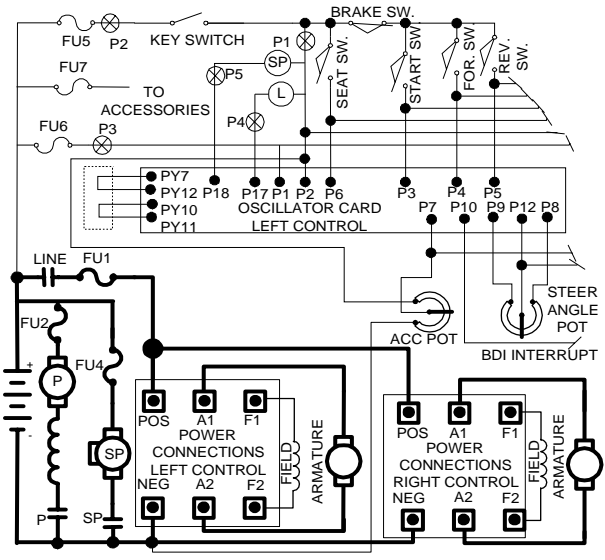 BRAKE SW.
FU5
P2
KEY SWITCH
P1
SP
P5
SEAT SW.
START SW.
FOR. SW.
REV. SW.
FU7
TO
ACCESSORIES
L
P4
FU6
P3
PY7
PY12
PY10
PY11
P18
P17
P1
P2
P6
P3
P4
P5
OSCILLATOR CARD
LEFT CONTROL
P7
P10
P9
P12
P8
LINE
FU1
STEER
ANGLE
POT
ACC POT
BDI INTERRUPT
FU2
FU4
+
P
-
SP
P
SP
POS
A1
F1
POWER
CONNECTIONS
LEFT CONTROL
NEG
A2
F2
FIELD
ARMATURE
POS
A1
F1
POWER
CONNECTIONS
RIGHT CONTROL
NEG
A2
F2
FIELD
ARMATURE